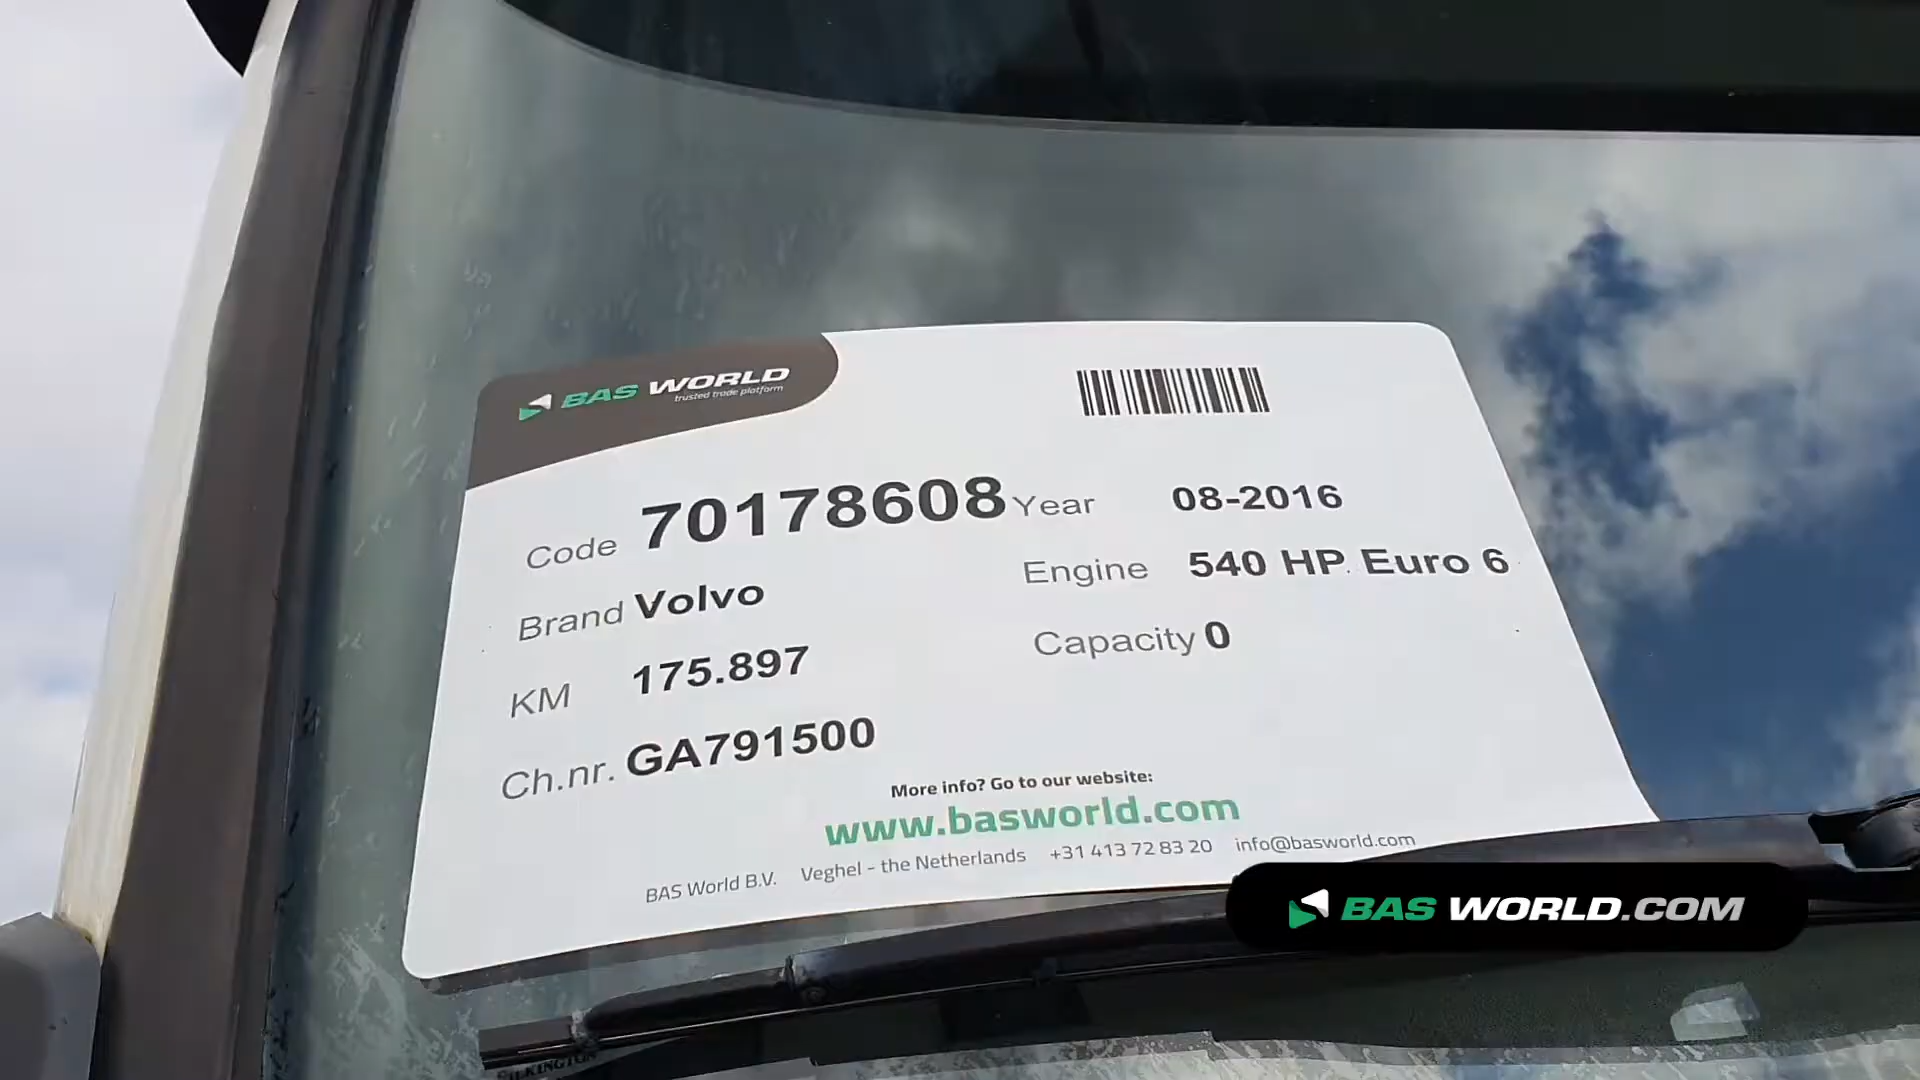 BAS WORLD
trusted trade platform
Code 70178608 Year 08-2016
Brand Volvo Engine 540 HP. Euro 6
KM 175.897 Capacity 0
Ch.nr. GA791500
More info? Go to our website:
www.basworld.com
BAS World B.V. Veghel - the Netherlands +31 413 72 83 20 info@basworld.com
BAS WORLD.COM
PILKINGTON